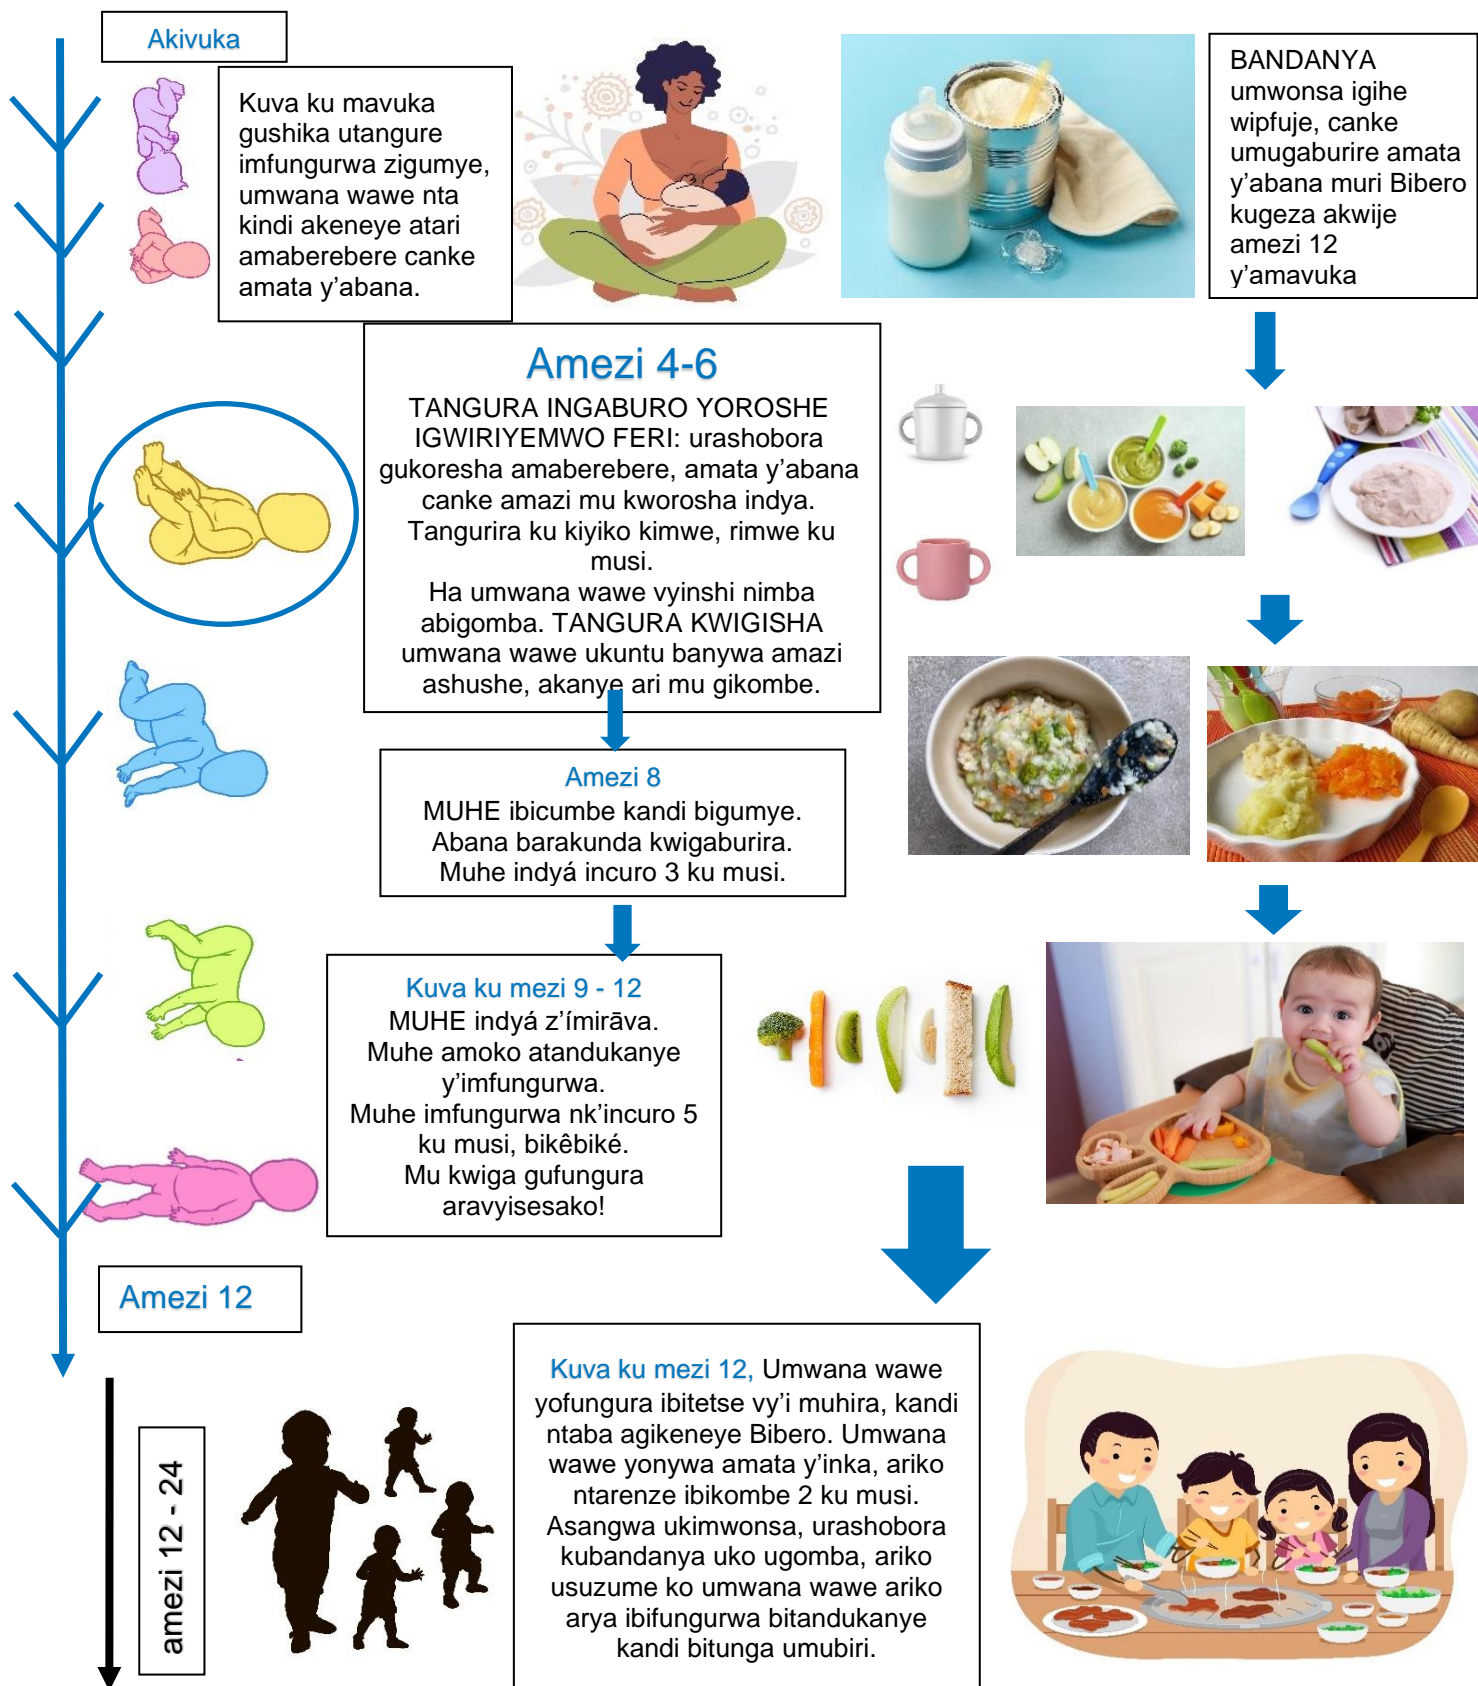 Akivuka
Kuva ku mavuka
gushika utangure
imfungurwa zigumye,
umwana wawe nta
kindi akeneye atari
amaberebere canke
amata y’abana.
BANDANYA
umwonsa igihe
wipfuje, canke
umugaburire amata
y’abana muri Bibero
kugeza akwije
amezi 12
y’amavuka
Amezi 4-6
TANGURA INGABURO YOROSHE
IGWIRIYEMWO FERI: urashobora
gukoresha amaberebere, amata y’abana
canke amazi mu kworosha indya.
Tangurira ku kiyiko kimwe, rimwe ku
musi.
Ha umwana wawe vyinshi nimba
abigomba. TANGURA KWIGISHA
umwana wawe ukuntu banywa amazi
ashushe, akanye ari mu gikombe.
Amezi 8
MUHE ibicumbe kandi bigumye.
Abana barakunda kwigaburira.
Muhe indyá incuro 3 ku musi.
Kuva ku mezi 9 - 12
MUHE indyá z’ímirāva.
Muhe amoko atandukanye
y’imfungurwa.
Muhe imfungurwa nk’incuro 5
ku musi, bikêbiké.
Mu kwiga gufungura
aravyisesako!
Amezi 12
amezi 12 - 24
Kuva ku mezi 12, Umwana wawe
yofungura ibitetse vy’i muhira, kandi
ntaba agikeneye Bibero. Umwana
wawe yonywa amata y’inka, ariko
ntarenze ibikombe 2 ku musi.
Asangwa ukimwonsa, urashobora
kubandanya uko ugomba, ariko
usuzume ko umwana wawe ariko
arya ibifungurwa bitandukanye
kandi bitunga umubiri.